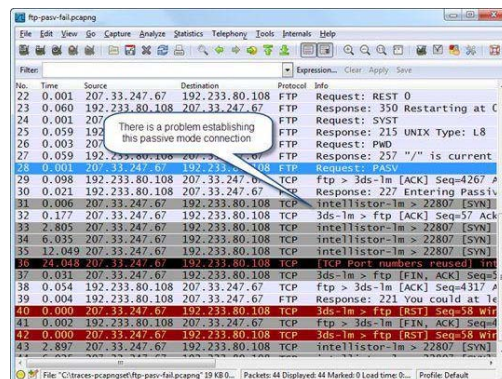 ftp-pasv-fail.pcapng
File Edit View Go Capture Analyze Statistics Telephony Tools Internals Help
Filter: Expression... Clear Apply Save
No. Time Source Destination Protocol Info
22 0.001 207.33.247.67 192.233.80.108 FTP Request: REST 0
23 0.060 192.233.80.108 207.33.247.67 FTP Response: 350 Restarting at
24 0.001 207 FTP Request: SYST
25 0.059 192 FTP Response: 215 UNIX Type: L8
26 0.003 207 FTP Request: PWD
27 0.059 192 FTP Response: 257 "/" is current
There is a problem establishing
this passive mode connection
28 0.001 207.33.247.67 192.233.80.108 FTP Request: PASV
29 0.098 192.233.80.108 207.33.247.67 TCP ftp > 3ds-lm [ACK] Seq=4267 A
30 0.021 192.233.80.108 207.33.247.67 FTP Response: 227 Entering Passiv
31 0.006 207.33.247.67 192.233.80.108 TCP intellistor-lm > 22807 [SYN]
32 0.177 207.33.247.67 192.233.80.108 TCP 3ds-lm > ftp [ACK] Seq=57 Ack
33 2.805 207.33.247.67 192.233.80.108 TCP intellistor-lm > 22807 [SYN]
34 6.035 207.33.247.67 192.233.80.108 TCP intellistor-lm > 22807 [SYN]
35 12.049 207.33.247.67 192.233.80.108 TCP intellistor-lm > 22807 [SYN]
36 24.048 207.33.247.67 192.233.80.108 TCP [TCP Port numbers reused] int
37 0.031 207.33.247.67 192.233.80.108 TCP 3ds-lm > ftp [FIN, ACK] Seq=5
38 0.054 192.233.80.108 207.33.247.67 TCP ftp > 3ds-lm [ACK] Seq=4317 A
39 0.004 192.233.80.108 207.33.247.67 FTP Response: 221 You could at le
40 0.000 207.33.247.67 192.233.80.108 TCP 3ds-lm > ftp [RST] Seq=58 Win
41 0.002 192.233.80.108 207.33.247.67 TCP ftp > 3ds-lm [FIN, ACK] Seq=4
42 0.000 207.33.247.67 192.233.80.108 TCP 3ds-lm > ftp [RST] Seq=58 Win
43 2.897 207.33.247.67 192.233.80.108 TCP intellistor-lm > 22807 [SYN]
File: "C:\traces-pcapngset\ftp-pasv-fail.pcapng" 19 KB 0... Packets: 44 Displayed: 44 Marked: 0 Load time: 0:... Profile: Default